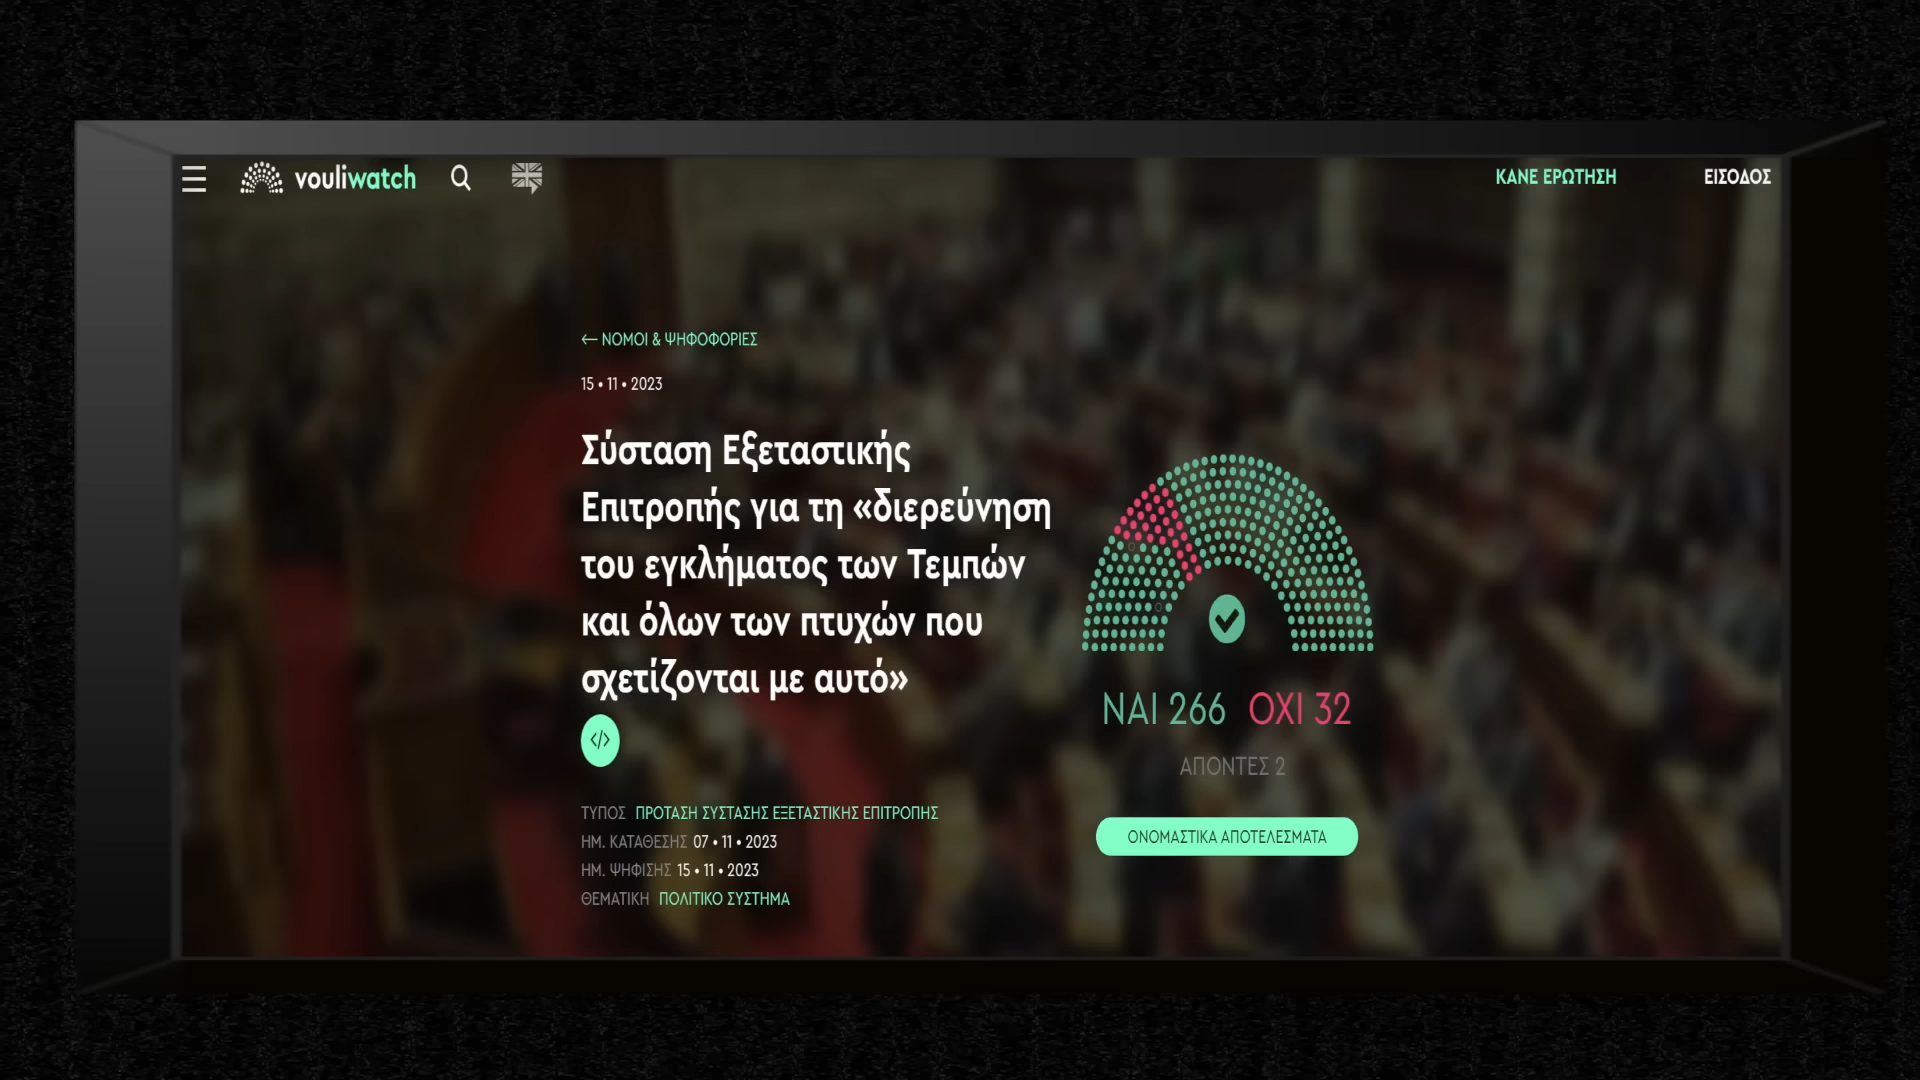 vouliwatch
ΚΑΝΕ ΕΡΩΤΗΣΗ
ΕΙΣΟΔΟΣ
← ΝΟΜΟΙ & ΨΗΦΟΦΟΡΙΕΣ
15 • 11 • 2023
Σύσταση Εξεταστικής
Επιτροπής για τη «διερεύνηση
του εγκλήματος των Τεμπών
και όλων των πτυχών που
σχετίζονται με αυτό»
</>
ΤΥΠΟΣ ΠΡΟΤΑΣΗ ΣΥΣΤΑΣΗΣ ΕΞΕΤΑΣΤΙΚΗΣ ΕΠΙΤΡΟΠΗΣ
ΗΜ. ΚΑΤΑΘΕΣΗΣ 07 • 11 • 2023
ΗΜ. ΨΗΦΙΣΗΣ 15 • 11 • 2023
ΘΕΜΑΤΙΚΗ ΠΟΛΙΤΙΚΟ ΣΥΣΤΗΜΑ
ΝΑΙ 266 ΟΧΙ 32
ΑΠΟΝΤΕΣ 2
ΟΝΟΜΑΣΤΙΚΑ ΑΠΟΤΕΛΕΣΜΑΤΑ